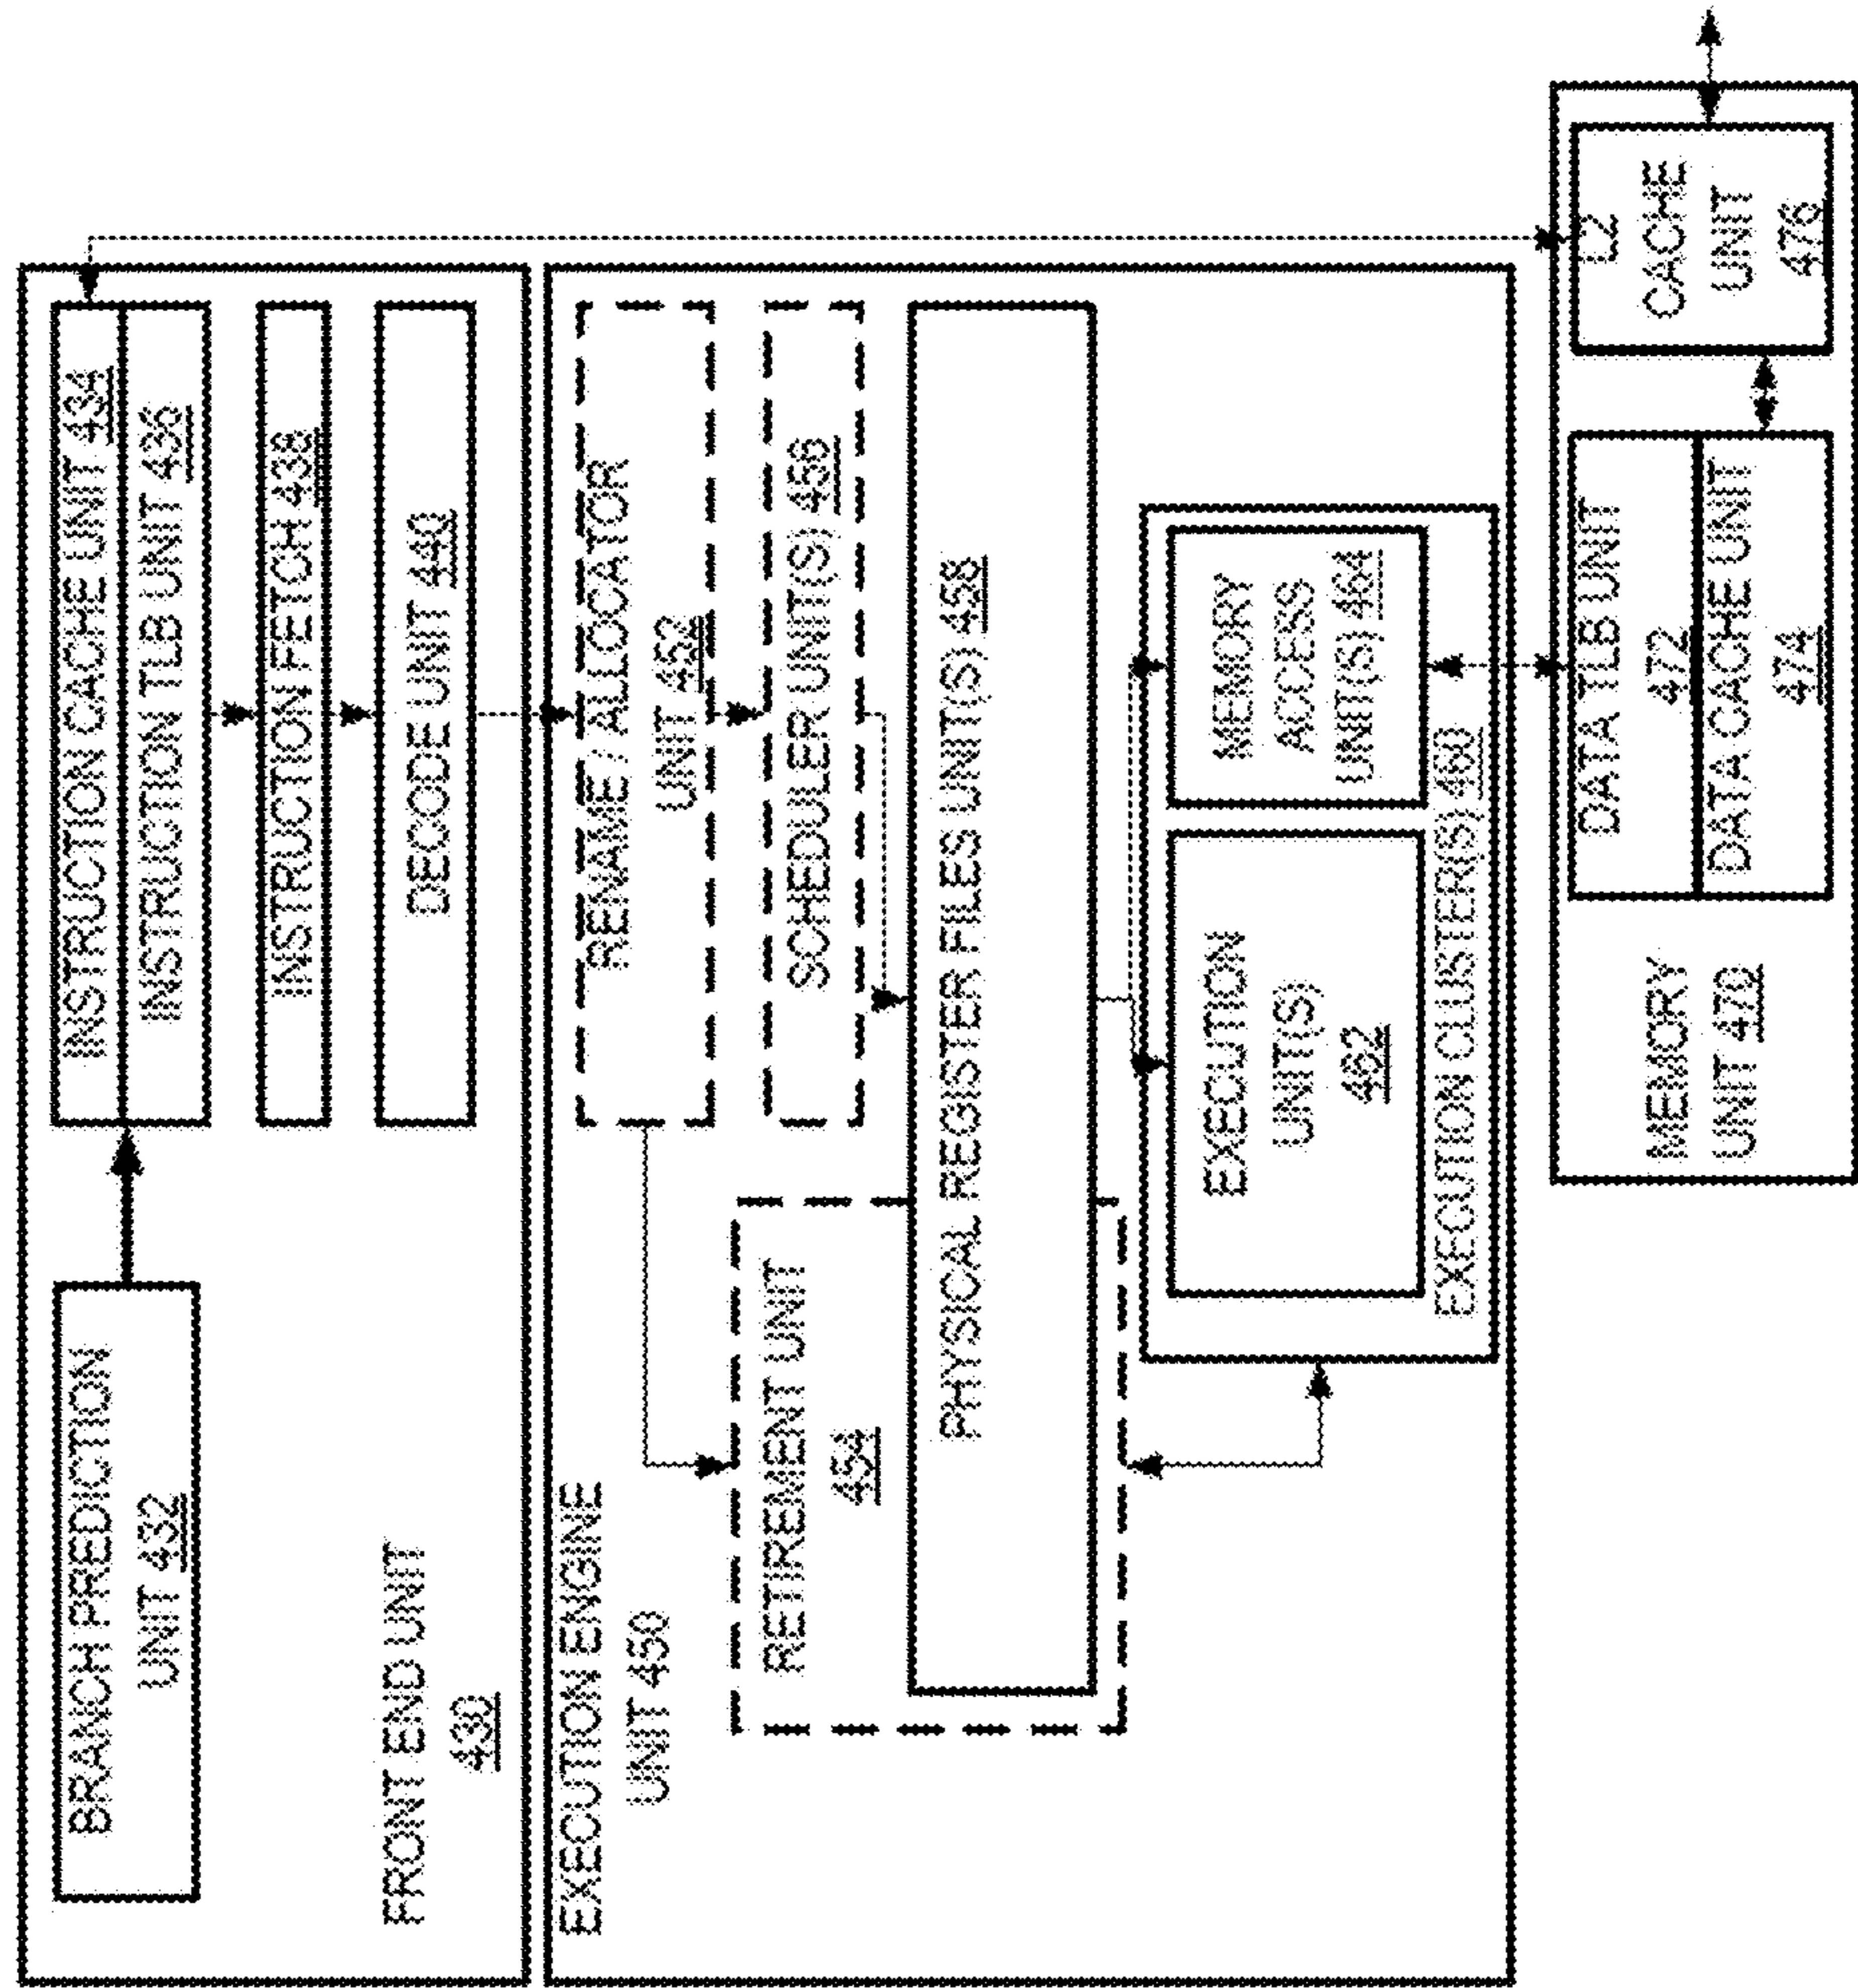 BRANCH PREDICTION
UNIT 432
INSTRUCTION CACHE UNIT 434
INSTRUCTION TLB UNIT 436
INSTRUCTION FETCH 438
DECODE UNIT 440
FRONT END UNIT
430
EXECUTION ENGINE
UNIT 450
RENAME / ALLOCATOR
UNIT 452
SCHEDULER UNIT(S) 456
RETIREMENT UNIT
454
PHYSICAL REGISTER FILES UNIT(S) 458
EXECUTION
UNIT(S)
462
MEMORY
ACCESS
UNIT(S) 464
EXECUTION CLUSTER(S) 460
MEMORY
UNIT 470
DATA TLB UNIT
472
DATA CACHE UNIT
474
L2
CACHE
UNIT
476